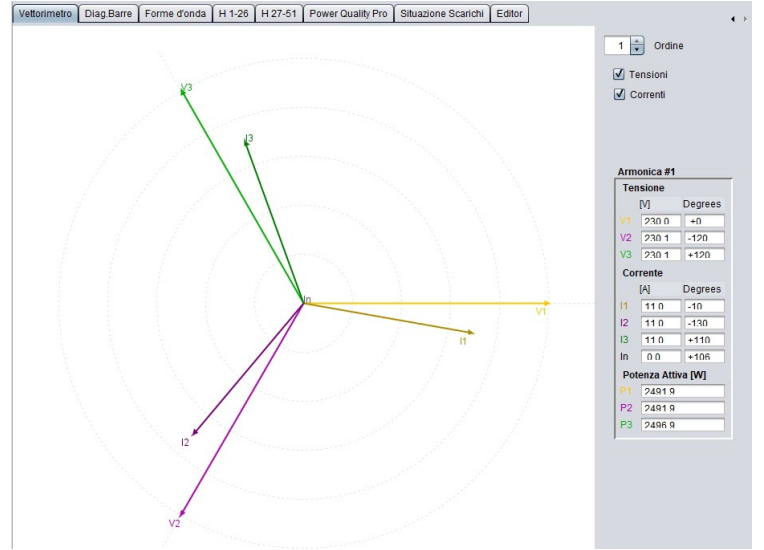 Vettorimetro Diag.Barre Forme d'onda H 1-26 H 27-51 Power Quality Pro Situazione Scarichi Editor
1 Ordine
Tensioni
Correnti
V3
I3
In
V1
I1
I2
V2
Armonica #1
Tensione
[V] Degrees
V1 230.0 +0
V2 230.1 -120
V3 230.1 +120
Corrente
[A] Degrees
I1 11.0 -10
I2 11.0 -130
I3 11.0 +110
In 0.0 +106
Potenza Attiva [W]
P1 2491.9
P2 2491.9
P3 2496.9